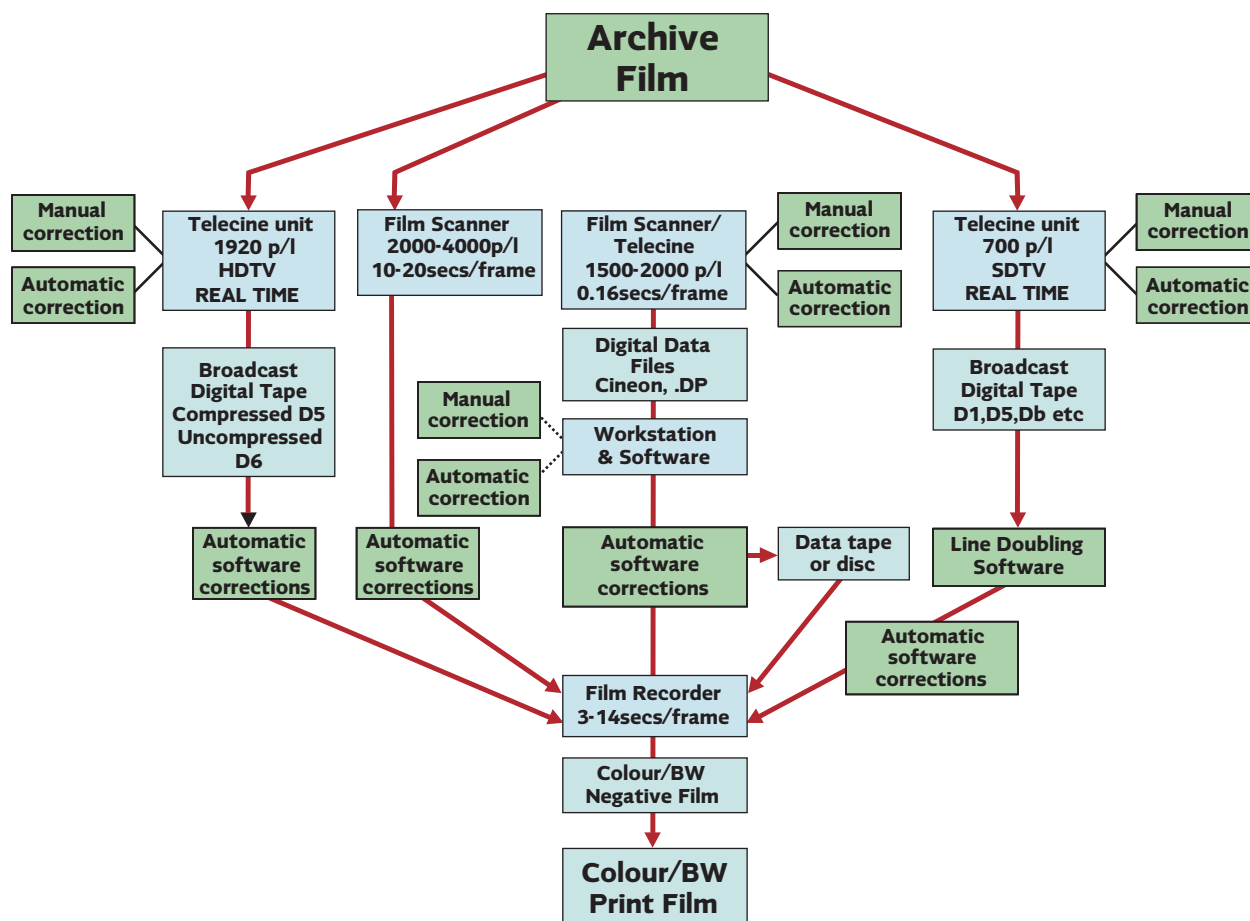 Archive
Film
Manual
correction
Automatic
correction
Telecine unit
1920 p/l
HDTV
REAL TIME
Film Scanner
2000-4000p/l
10-20secs/frame
Film Scanner/
Telecine
1500-2000 p/l
0.16secs/frame
Manual
correction
Automatic
correction
Telecine unit
700 p/l
SDTV
REAL TIME
Manual
correction
Automatic
correction
Broadcast
Digital Tape
Compressed D5
Uncompressed
D6
Digital Data
Files
Cineon, .DP
Broadcast
Digital Tape
D1,D5,Db etc
Manual
correction
Automatic
correction
Workstation
& Software
Automatic
software
corrections
Automatic
software
corrections
Automatic
software
corrections
Data tape
or disc
Line Doubling
Software
Automatic
software
corrections
Film Recorder
3-14secs/frame
Colour/BW
Negative Film
Colour/BW
Print Film